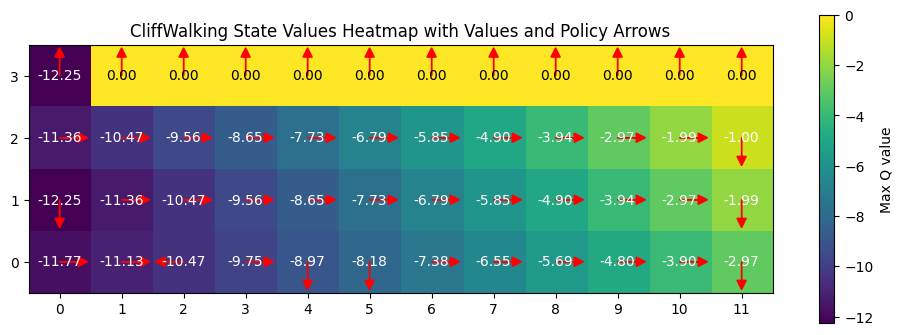 CliffWalking State Values Heatmap with Values and Policy Arrows
3 -12.25 0.00 0.00 0.00 0.00 0.00 0.00 0.00 0.00 0.00 0.00 0.00
2 -11.36 -10.47 -9.56 -8.65 -7.73 -6.79 -5.85 -4.90 -3.94 -2.97 -1.99 -1.00
1 -12.25 -11.36 -10.47 -9.56 -8.65 -7.73 -6.79 -5.85 -4.90 -3.94 -2.97 -1.99
0 -11.77 -11.13 -10.47 -9.75 -8.97 -8.18 -7.38 -6.55 -5.69 -4.80 -3.90 -2.97
0 1 2 3 4 5 6 7 8 9 10 11
0
-2
-4
-6
-8
-10
-12
Max Q value